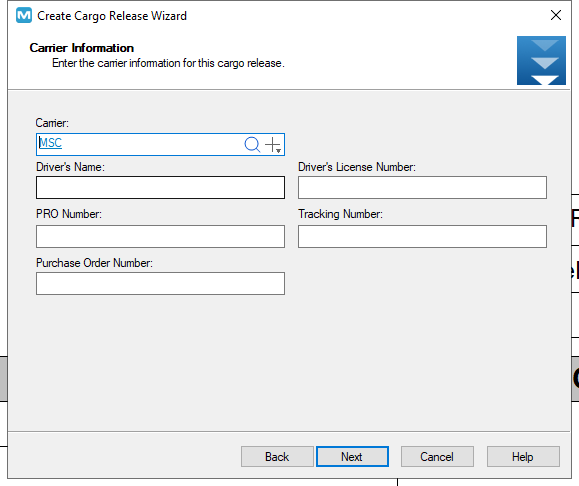 Create Cargo Release Wizard
Carrier Information
Enter the carrier information for this cargo release.
Carrier:
MSC
Driver's Name:
Driver's License Number:
PRO Number:
Tracking Number:
Purchase Order Number:
Back
Next
Cancel
Help